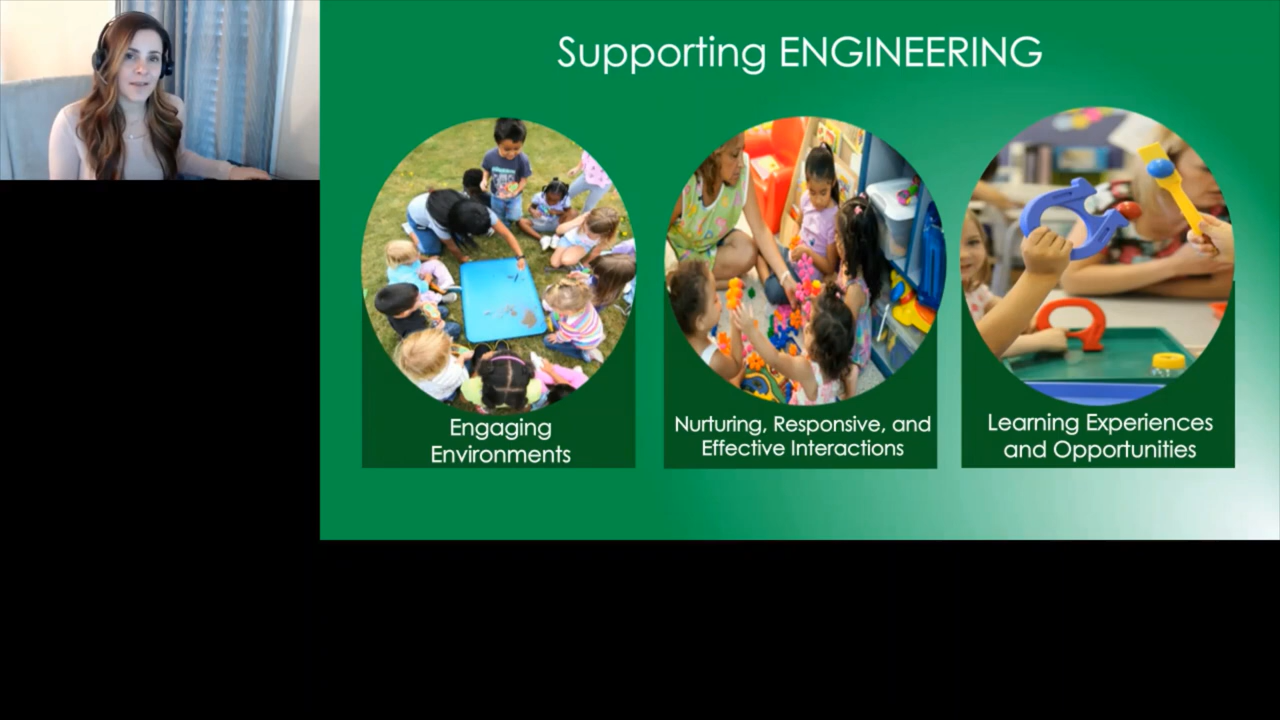 Supporting ENGINEERING
Engaging
Environments
Nurturing, Responsive, and
Effective Interactions
Learning Experiences
and Opportunities